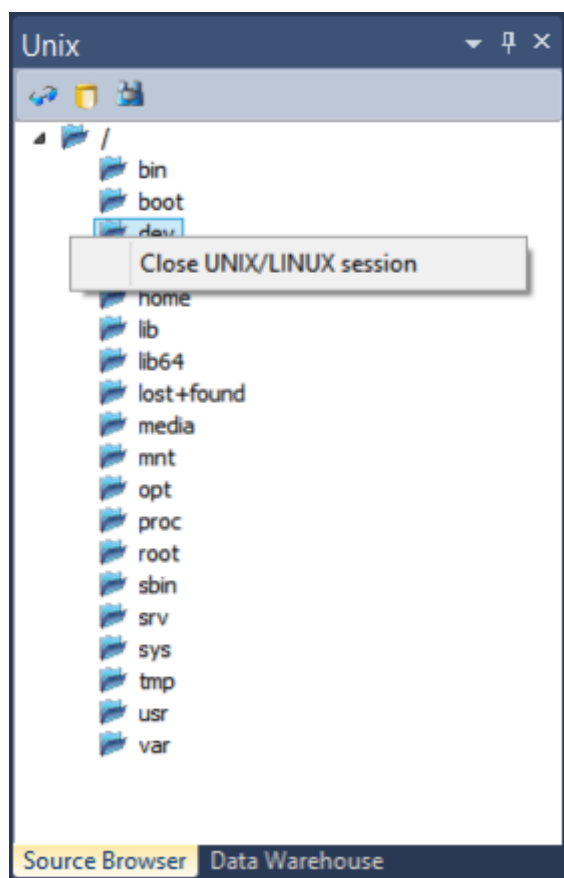 Unix
/
bin
boot
dev
Close UNIX/LINUX session
home
lib
lib64
lost+found
media
mnt
opt
proc
root
sbin
srv
sys
tmp
usr
var
Source Browser
Data Warehouse